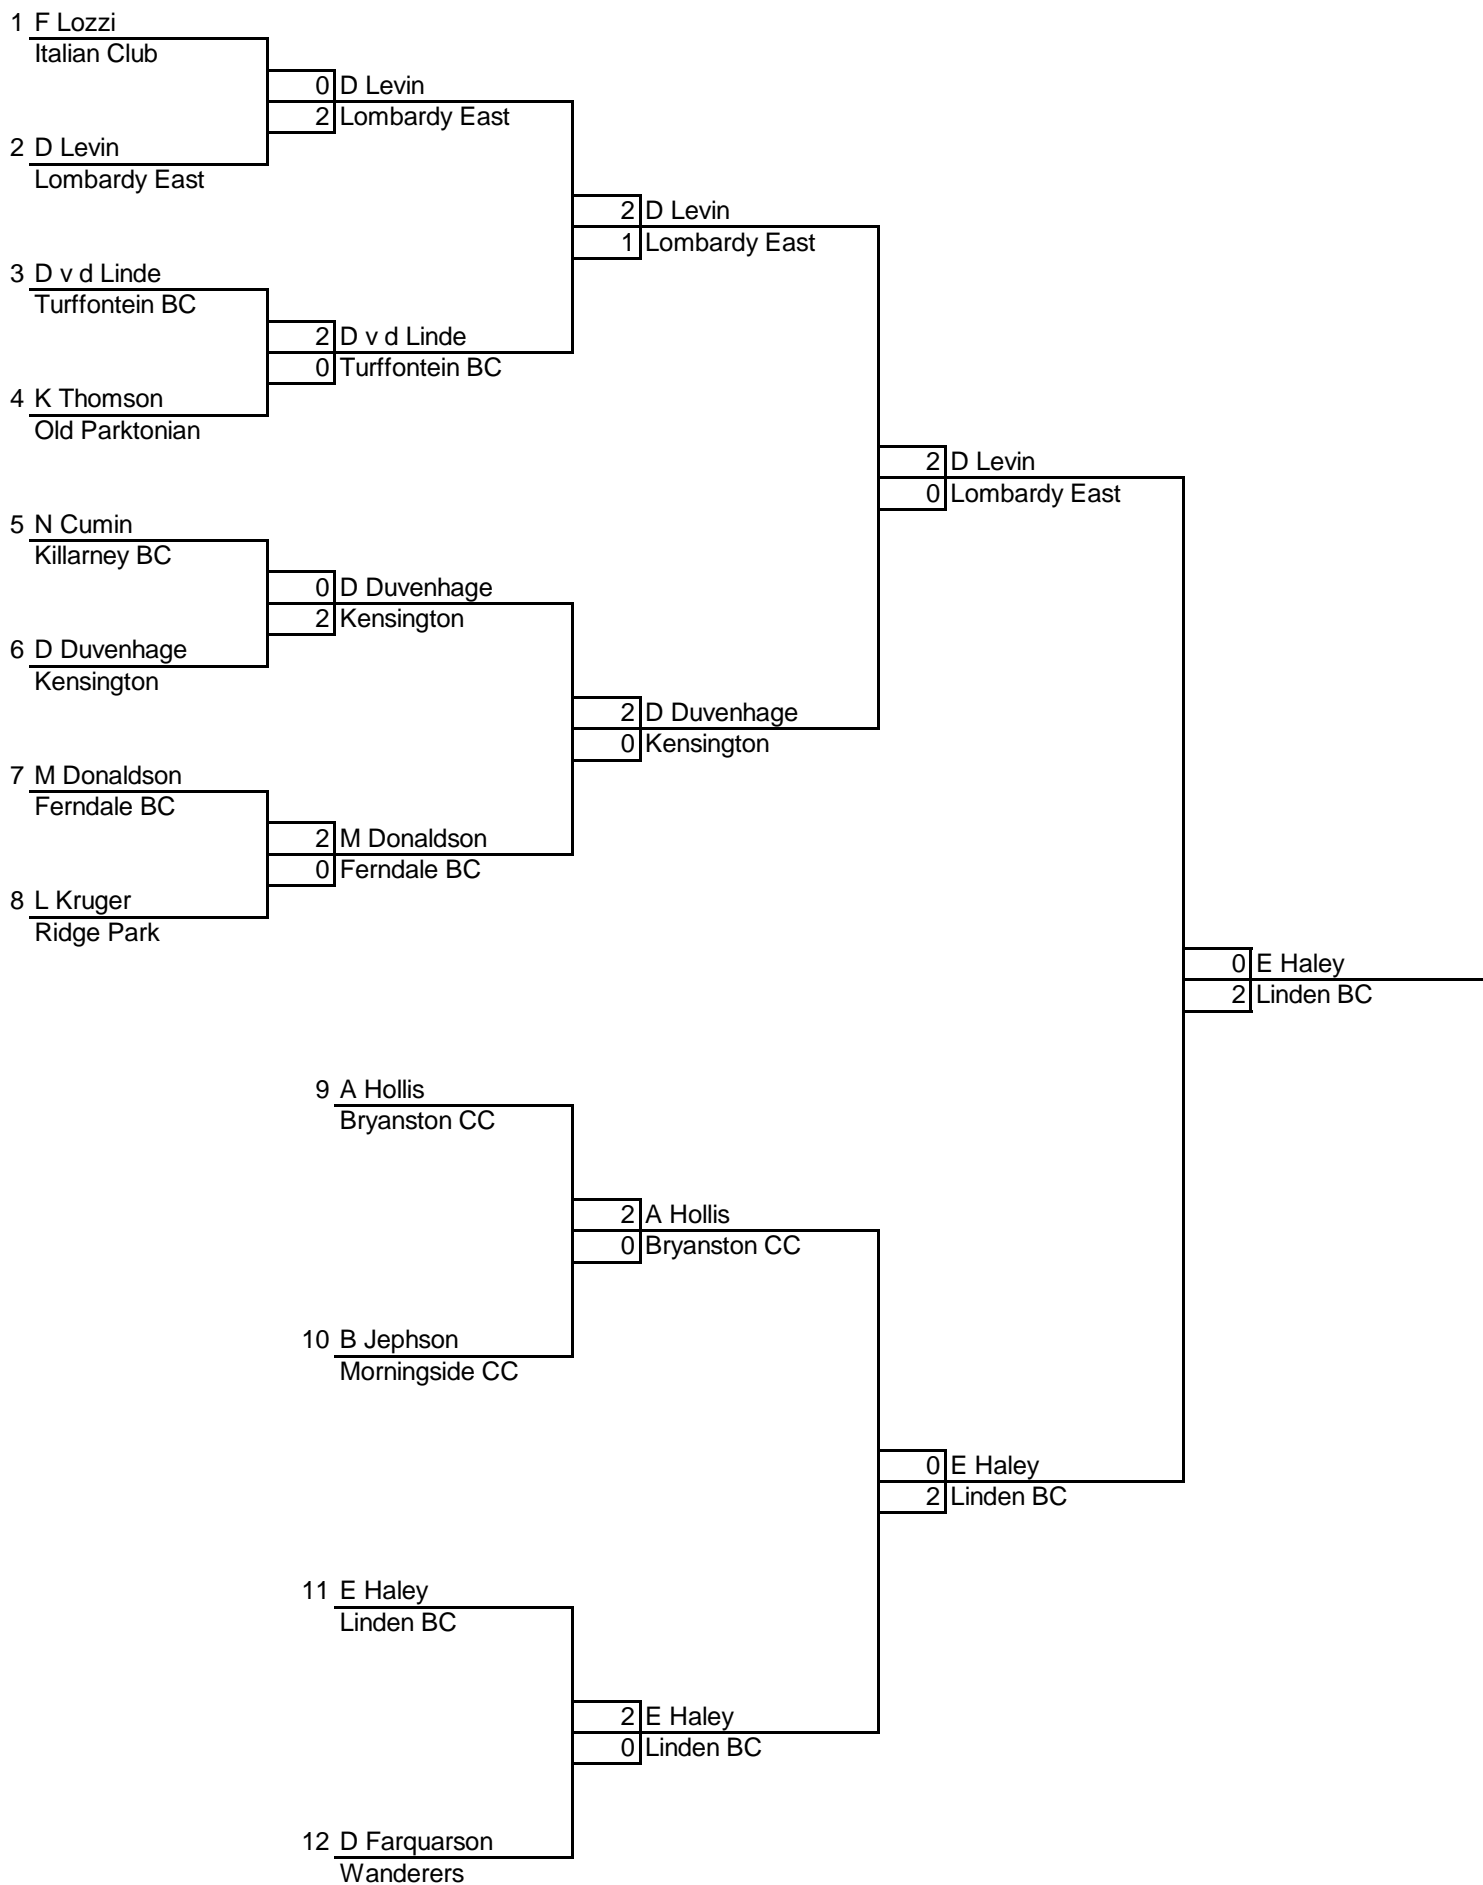 1 F Lozzi
Italian Club
0 D Levin
2 Lombardy East
2 D Levin
Lombardy East
2 D Levin
1 Lombardy East
3 D v d Linde
Turffontein BC
2 D v d Linde
0 Turffontein BC
4 K Thomson
Old Parktonian
2 D Levin
0 Lombardy East
5 N Cumin
Killarney BC
0 D Duvenhage
2 Kensington
6 D Duvenhage
Kensington
2 D Duvenhage
0 Kensington
7 M Donaldson
Ferndale BC
2 M Donaldson
0 Ferndale BC
8 L Kruger
Ridge Park
0 E Haley
2 Linden BC
9 A Hollis
Bryanston CC
2 A Hollis
0 Bryanston CC
10 B Jephson
Morningside CC
0 E Haley
2 Linden BC
11 E Haley
Linden BC
2 E Haley
0 Linden BC
12 D Farquarson
Wanderers